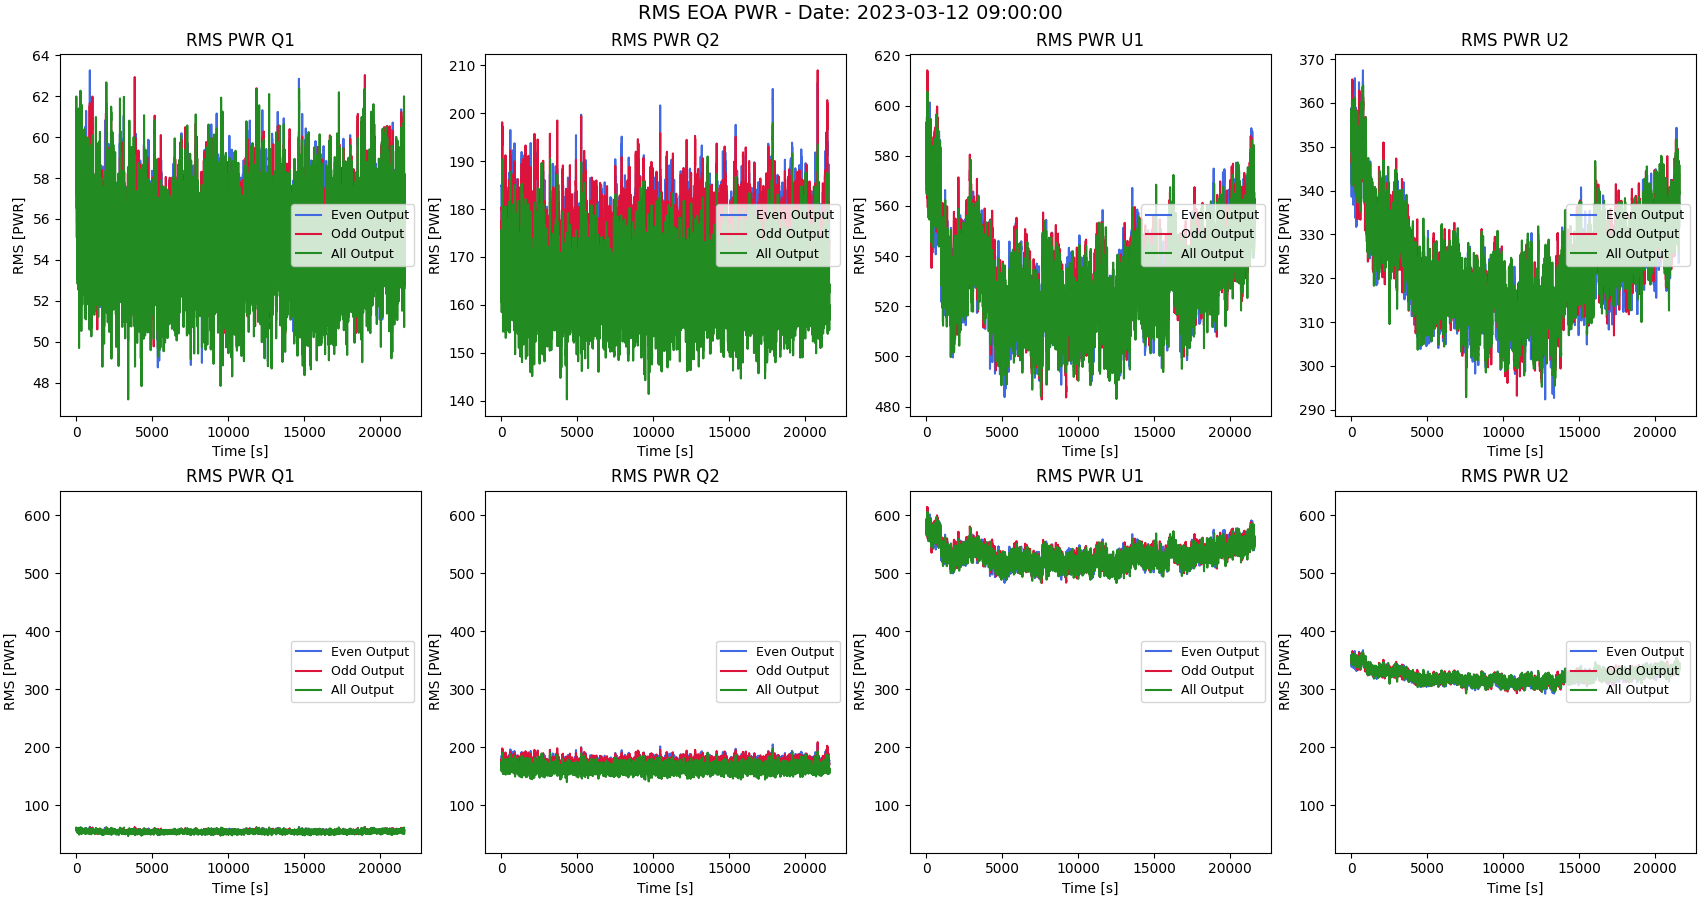 RMS EOA PWR - Date: 2023-03-12 09:00:00
RMS PWR Q1
RMS [PWR]
64
62
60
58
56
54
52
50
48
0 5000 10000 15000 20000
Time [s]
Even Output
Odd Output
All Output
RMS PWR Q2
RMS [PWR]
210
200
190
180
170
160
150
140
0 5000 10000 15000 20000
Time [s]
Even Output
Odd Output
All Output
RMS PWR U1
RMS [PWR]
620
600
580
560
540
520
500
480
0 5000 10000 15000 20000
Time [s]
Even Output
Odd Output
All Output
RMS PWR U2
RMS [PWR]
370
360
350
340
330
320
310
300
290
0 5000 10000 15000 20000
Time [s]
Even Output
Odd Output
All Output
RMS PWR Q1
RMS [PWR]
600
500
400
300
200
100
0 5000 10000 15000 20000
Time [s]
Even Output
Odd Output
All Output
RMS PWR Q2
RMS [PWR]
600
500
400
300
200
100
0 5000 10000 15000 20000
Time [s]
Even Output
Odd Output
All Output
RMS PWR U1
RMS [PWR]
600
500
400
300
200
100
0 5000 10000 15000 20000
Time [s]
Even Output
Odd Output
All Output
RMS PWR U2
RMS [PWR]
600
500
400
300
200
100
0 5000 10000 15000 20000
Time [s]
Even Output
Odd Output
All Output